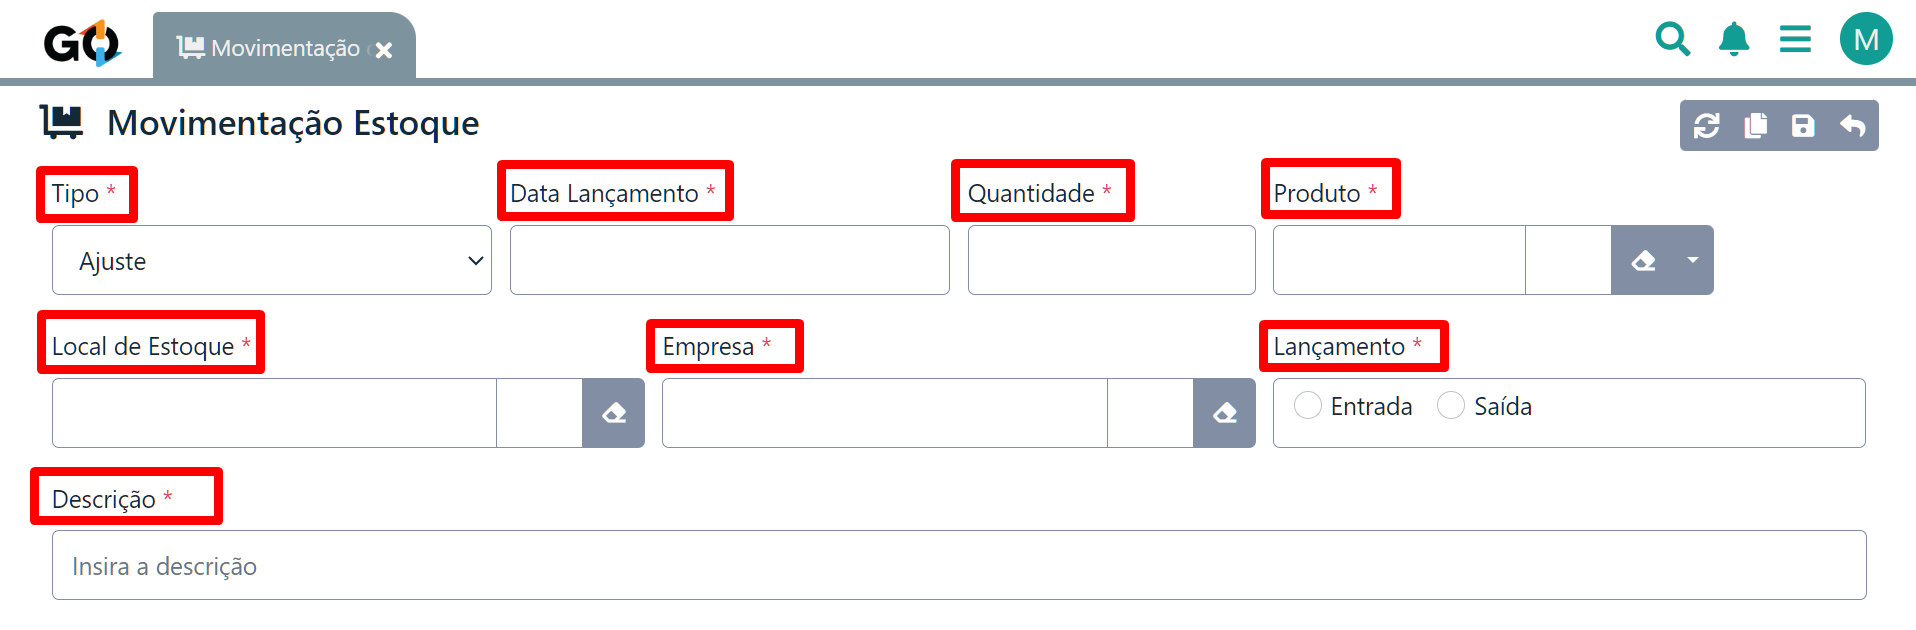 GO
Movimentação
M
Movimentação Estoque
Tipo * Data Lançamento * Quantidade * Produto *
Ajuste
Local de Estoque * Empresa * Lançamento *
Entrada Saída
Descrição *
Insira a descrição